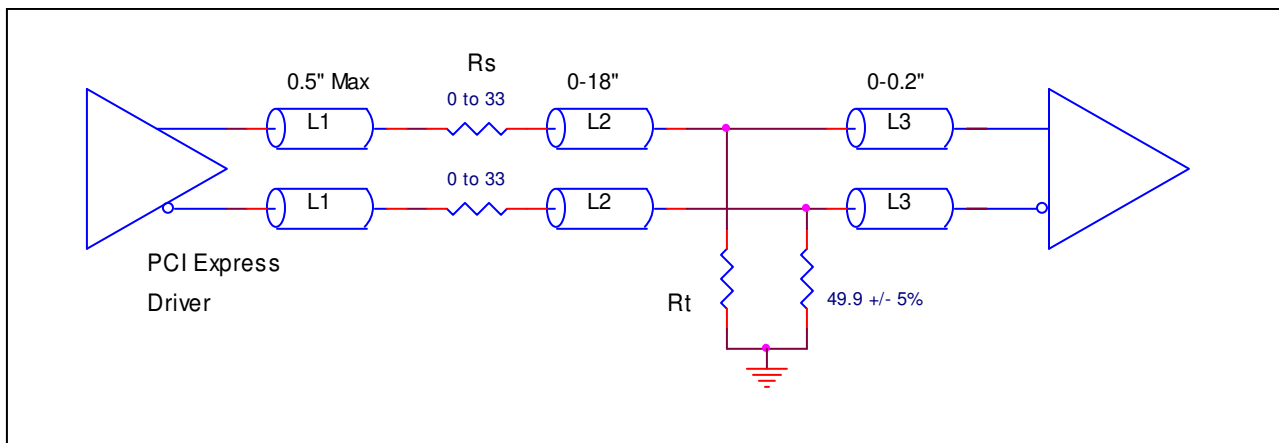 Rs
0.5" Max
0-18"
0-0.2"
0 to 33
L1
L2
L3
0 to 33
L1
L2
L3
PCI Express
Driver
Rt
49.9 +/- 5%